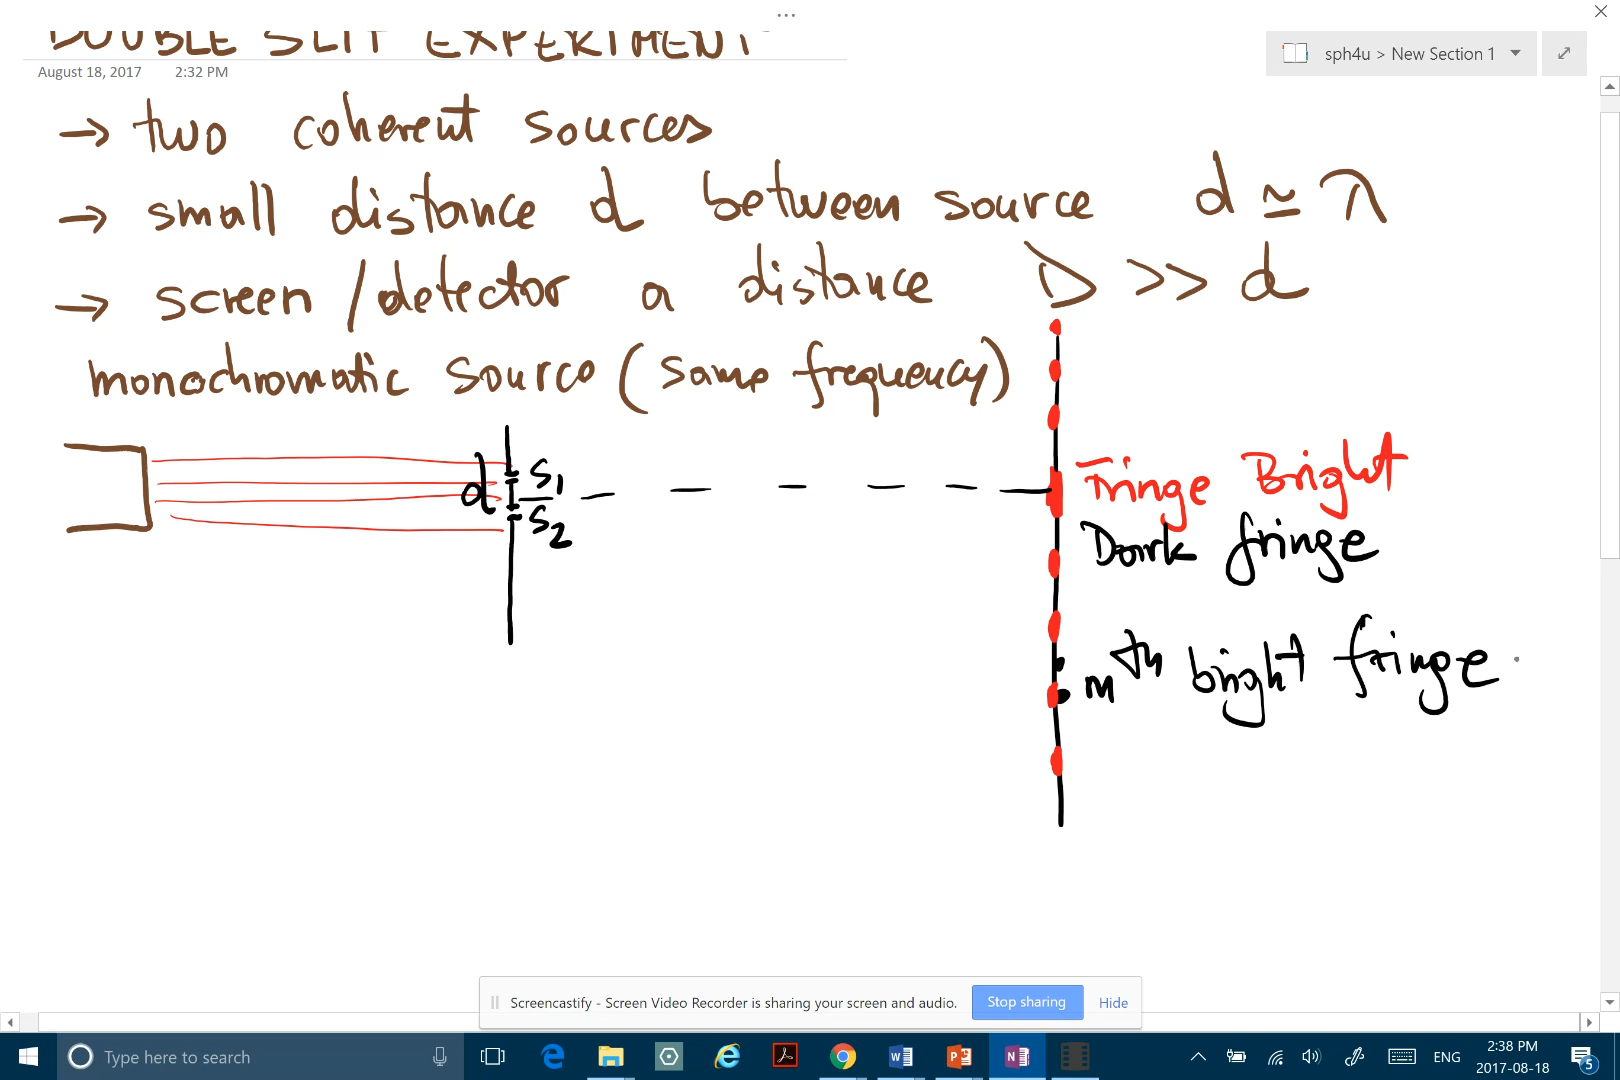 DOUBLE SLIT EXPERIMENT
sph4u > New Section 1
August 18, 2017 2:32 PM
→ two coherent sources
→ small distance d between source d ≃ λ
→ screen / detector a distance D >> d
monochromatic source (same frequency)
d S1
S2
Fringe Bright
Dark fringe
mth bright fringe
Screencastify - Screen Video Recorder is sharing your screen and audio. Stop sharing Hide
Type here to search
ENG 2:38 PM
2017-08-18
5